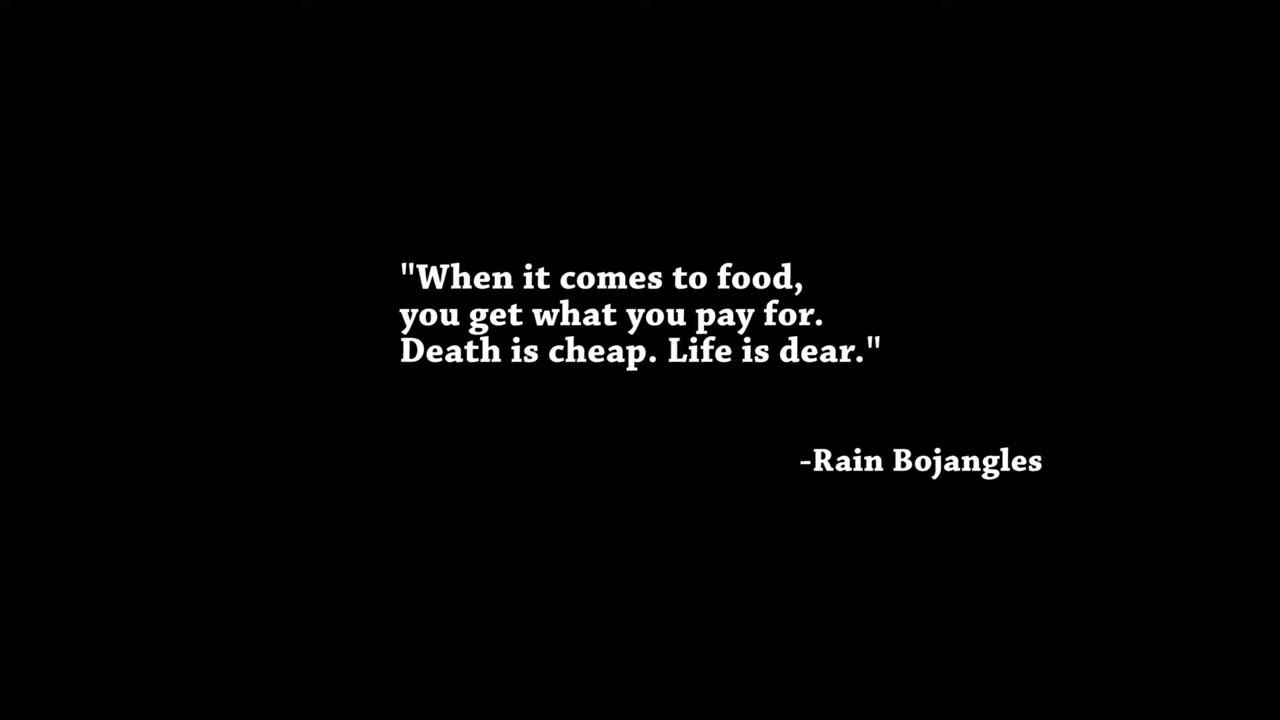 "When it comes to food,
you get what you pay for.
Death is cheap. Life is dear."
-Rain Bojangles